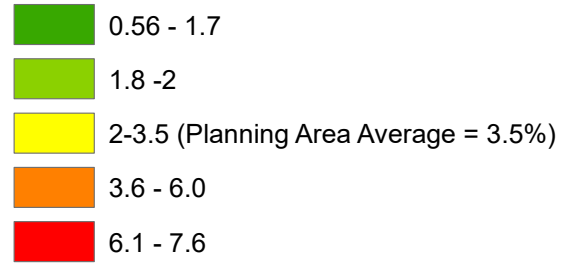 0.56 - 1.7
1.8 -2
2-3.5 (Planning Area Average = 3.5%)
3.6 - 6.0
6.1 - 7.6